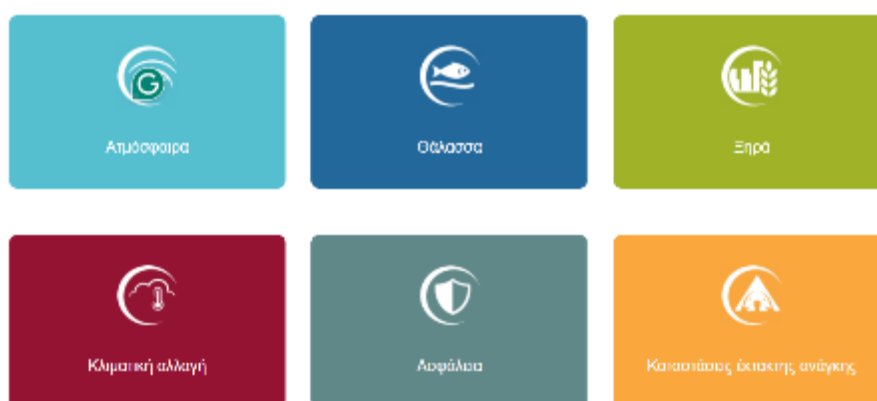 Ατμόσφαιρα
Θάλασσα
Ξηρά
Κλιματική αλλαγή
Ασφάλεια
Καταστάσεις έκτακτης ανάγκης